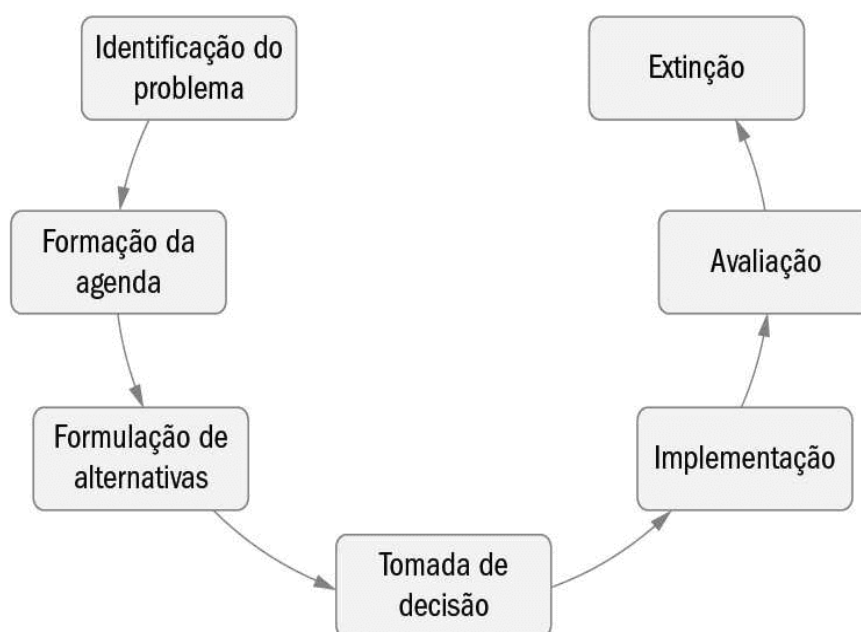 Identificação do
problema
Extinção
Formação da
agenda
Avaliação
Formulação de
alternativas
Implementação
Tomada de
decisão